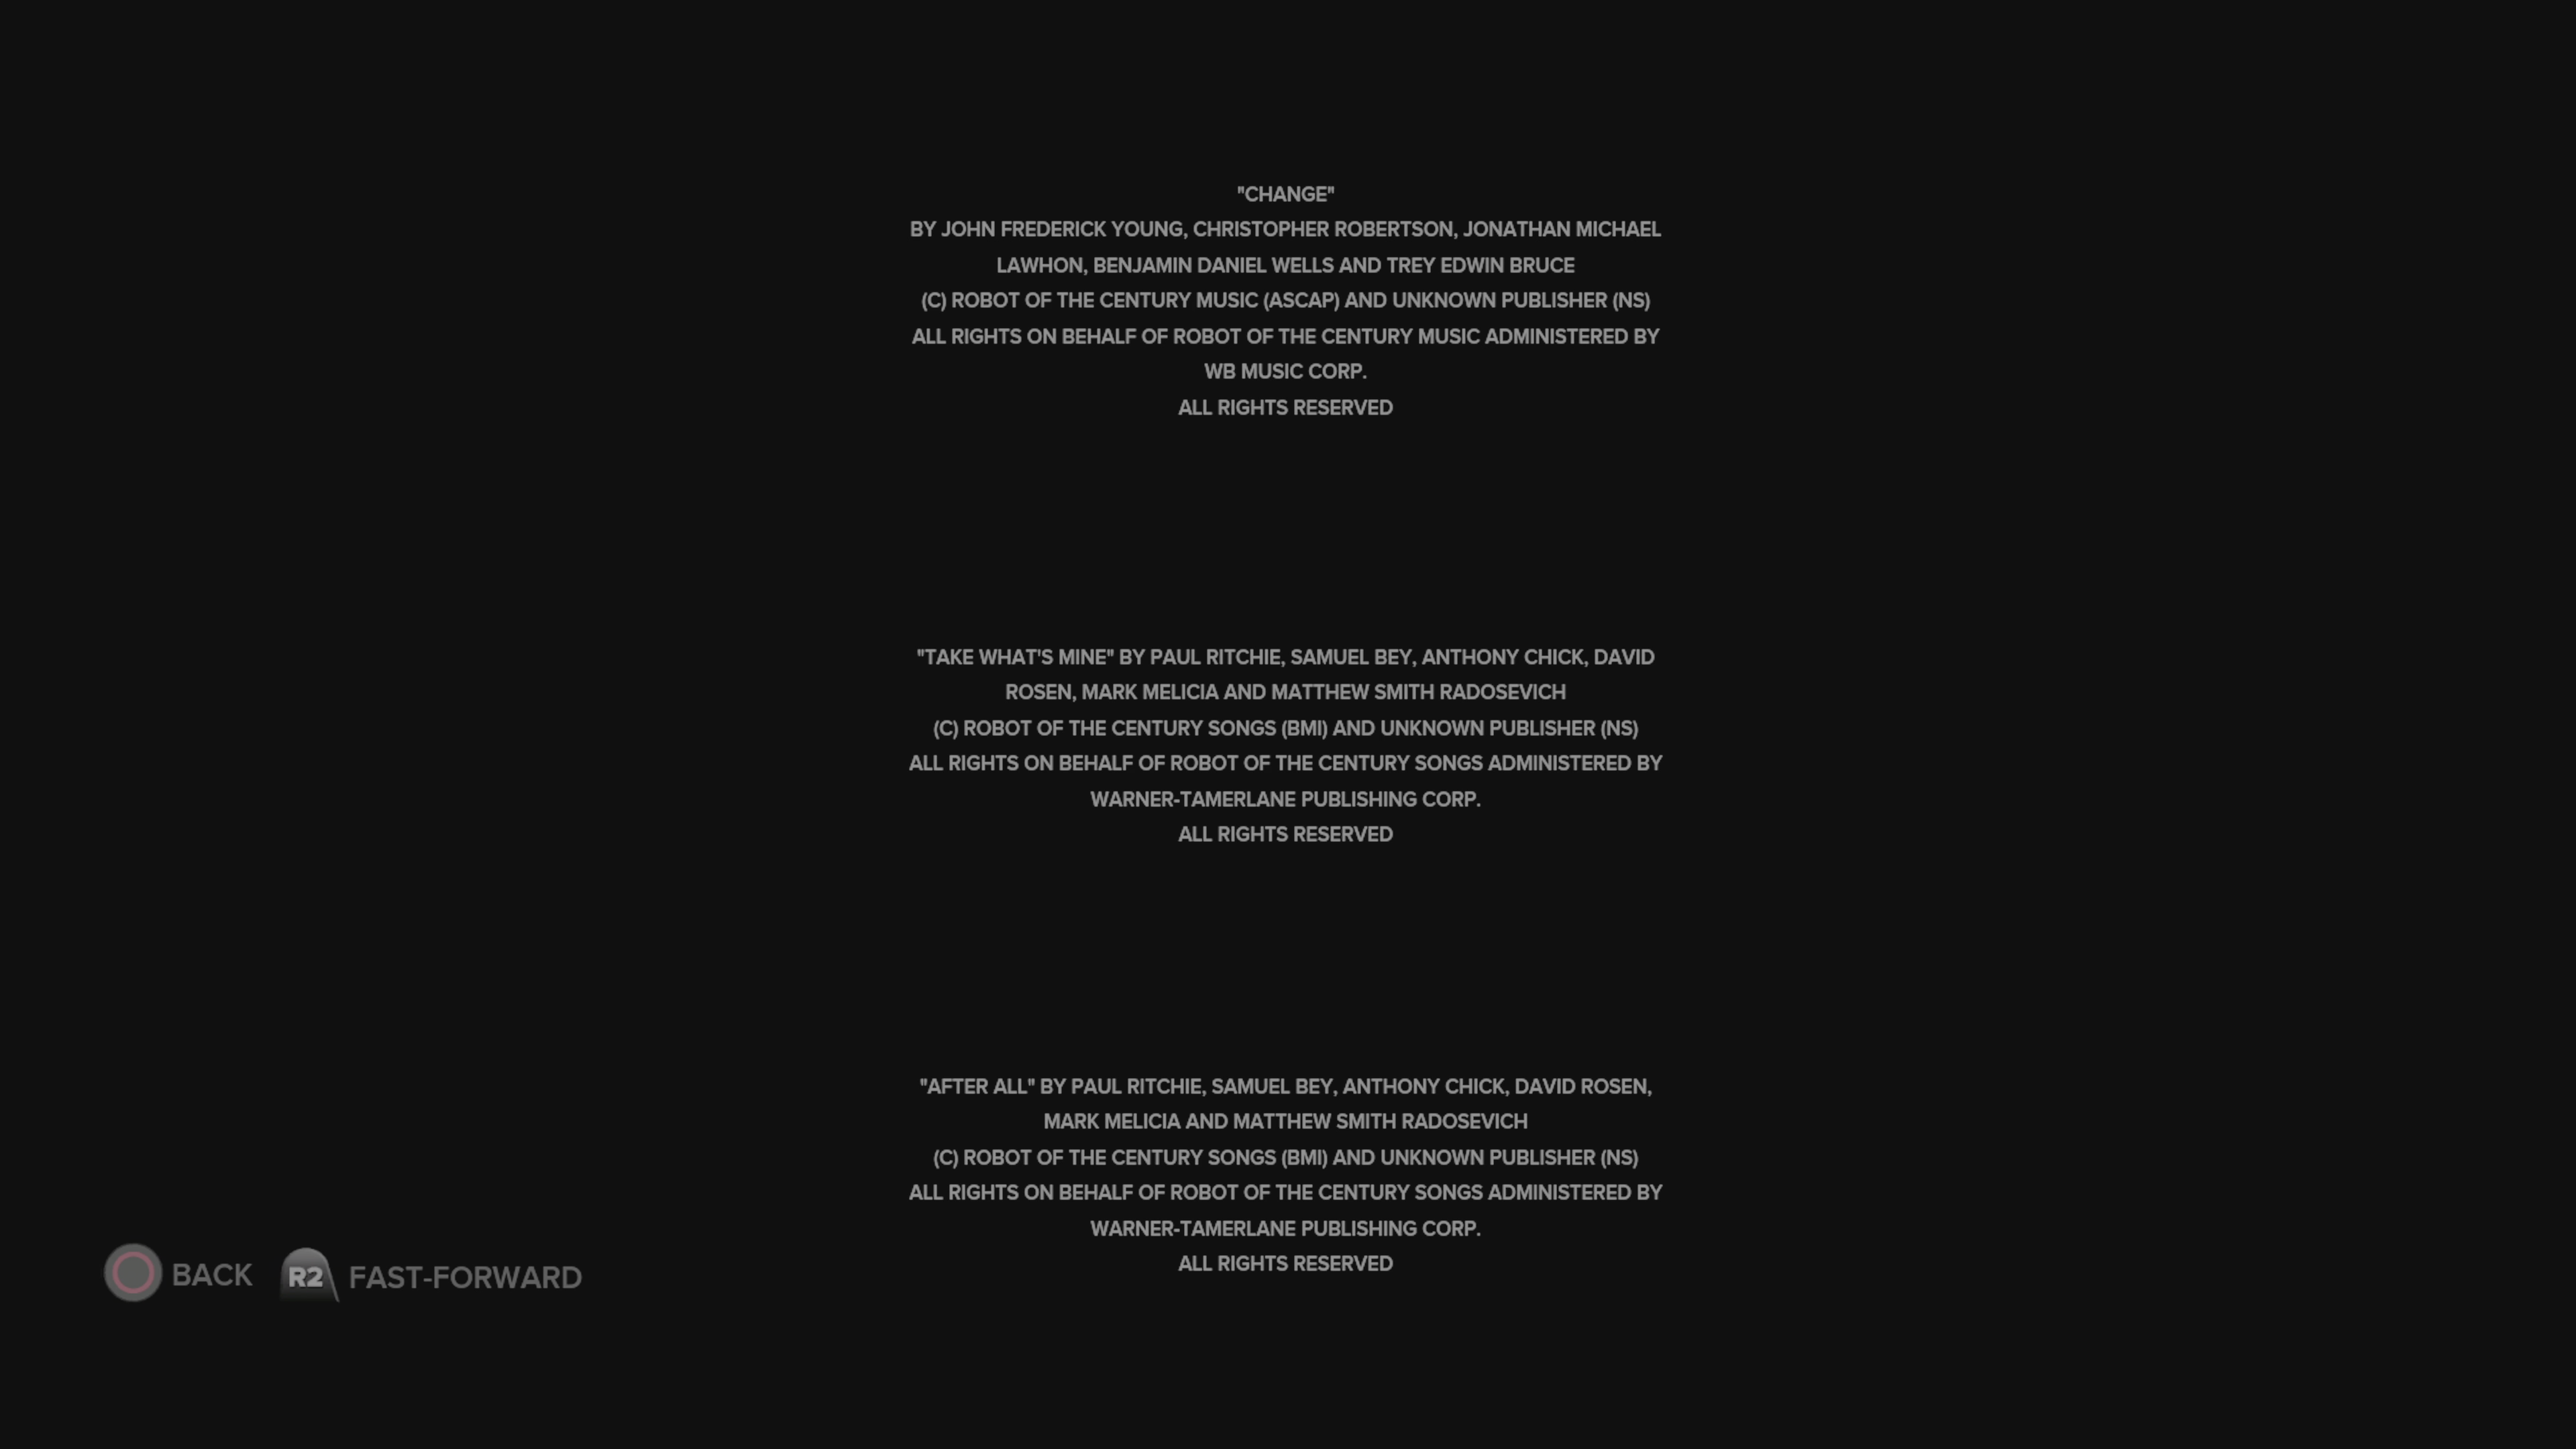 "CHANGE"
BY JOHN FREDERICK YOUNG, CHRISTOPHER ROBERTSON, JONATHAN MICHAEL
LAWHON, BENJAMIN DANIEL WELLS AND TREY EDWIN BRUCE
(C) ROBOT OF THE CENTURY MUSIC (ASCAP) AND UNKNOWN PUBLISHER (NS)
ALL RIGHTS ON BEHALF OF ROBOT OF THE CENTURY MUSIC ADMINISTERED BY
WB MUSIC CORP.
ALL RIGHTS RESERVED
"TAKE WHAT'S MINE" BY PAUL RITCHIE, SAMUEL BEY, ANTHONY CHICK, DAVID
ROSEN, MARK MELICIA AND MATTHEW SMITH RADOSEVICH
(C) ROBOT OF THE CENTURY SONGS (BMI) AND UNKNOWN PUBLISHER (NS)
ALL RIGHTS ON BEHALF OF ROBOT OF THE CENTURY SONGS ADMINISTERED BY
WARNER-TAMERLANE PUBLISHING CORP.
ALL RIGHTS RESERVED
"AFTER ALL" BY PAUL RITCHIE, SAMUEL BEY, ANTHONY CHICK, DAVID ROSEN,
MARK MELICIA AND MATTHEW SMITH RADOSEVICH
(C) ROBOT OF THE CENTURY SONGS (BMI) AND UNKNOWN PUBLISHER (NS)
ALL RIGHTS ON BEHALF OF ROBOT OF THE CENTURY SONGS ADMINISTERED BY
WARNER-TAMERLANE PUBLISHING CORP.
ALL RIGHTS RESERVED
BACK R2 FAST-FORWARD